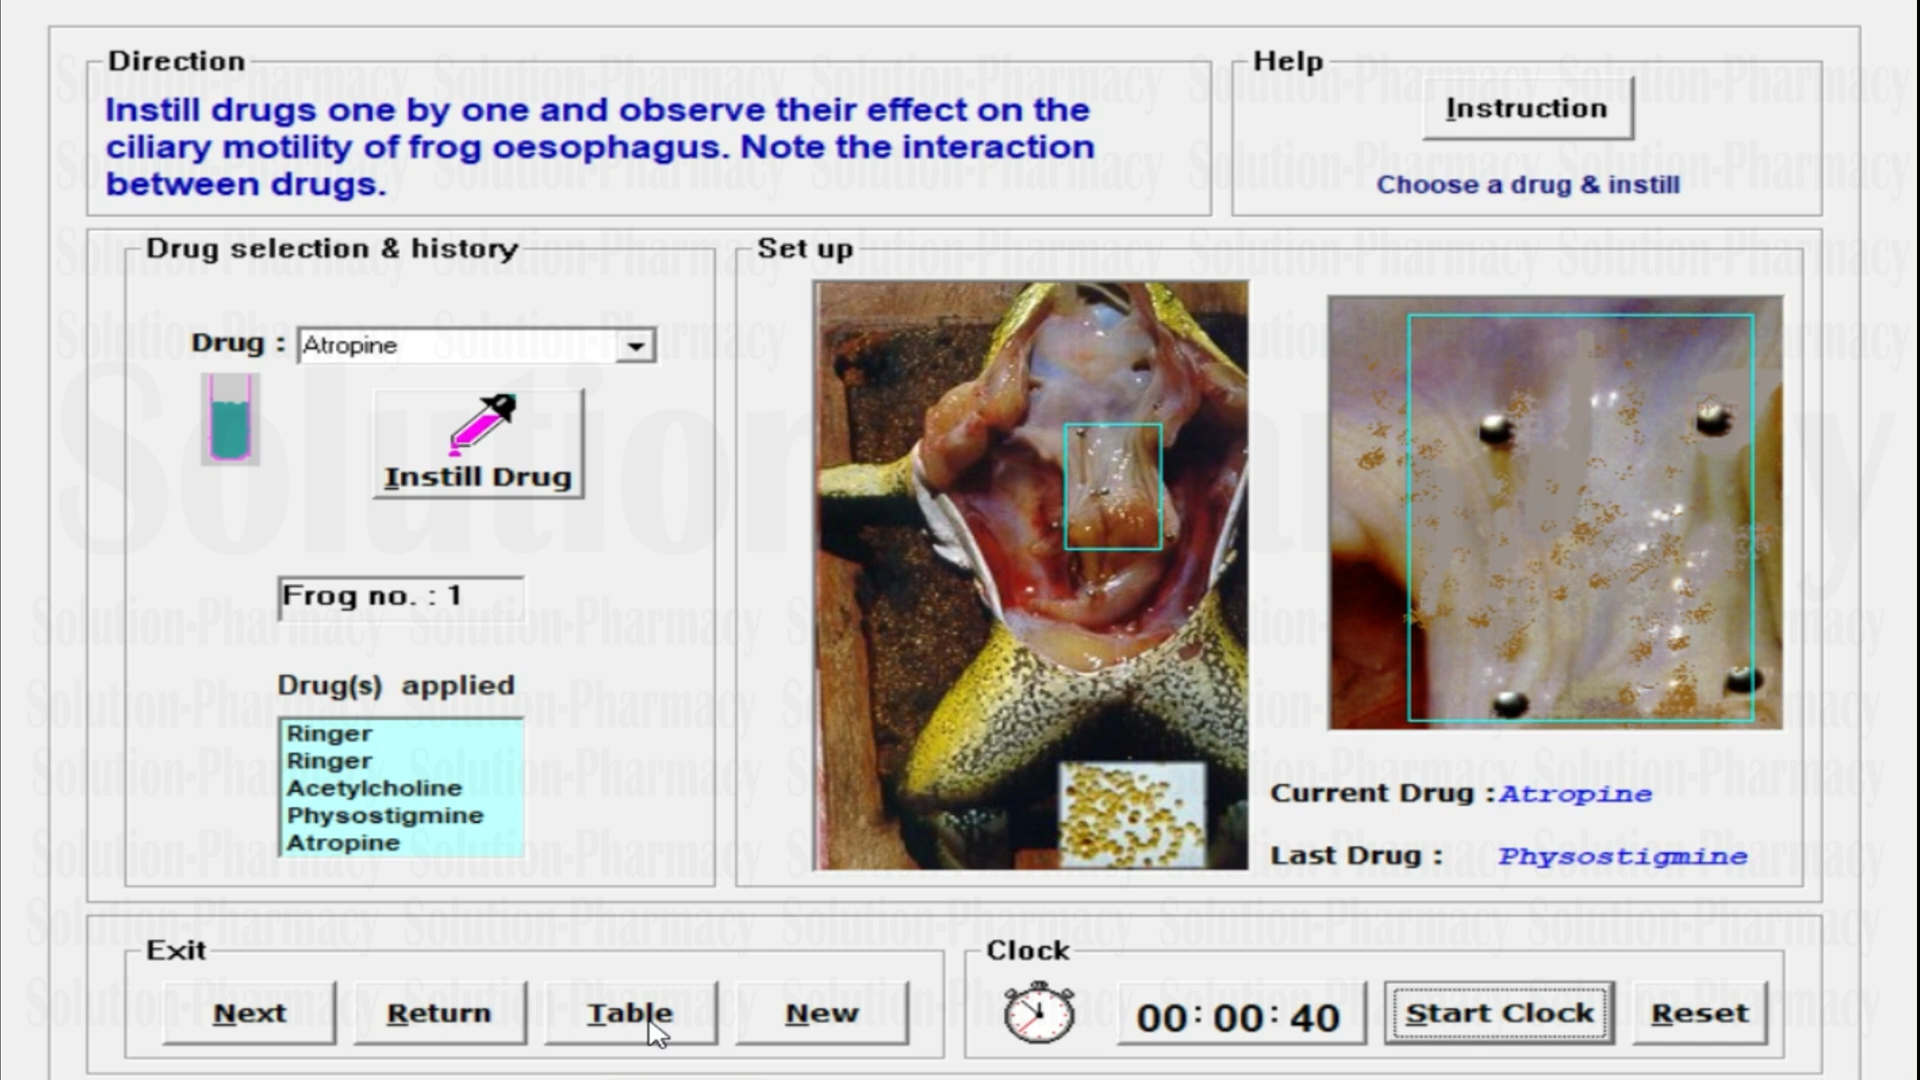 Direction
Instill drugs one by one and observe their effect on the
ciliary motility of frog oesophagus. Note the interaction
between drugs.
Help
Instruction
Choose a drug & instill
Drug selection & history
Drug : Atropine
Instill Drug
Frog no. : 1
Drug(s) applied
Ringer
Ringer
Acetylcholine
Physostigmine
Atropine
Set up
Current Drug : Atropine
Last Drug : Physostigmine
Exit
Next Return Table New
Clock
00:00:40 Start Clock Reset
Solution-Pharmacy